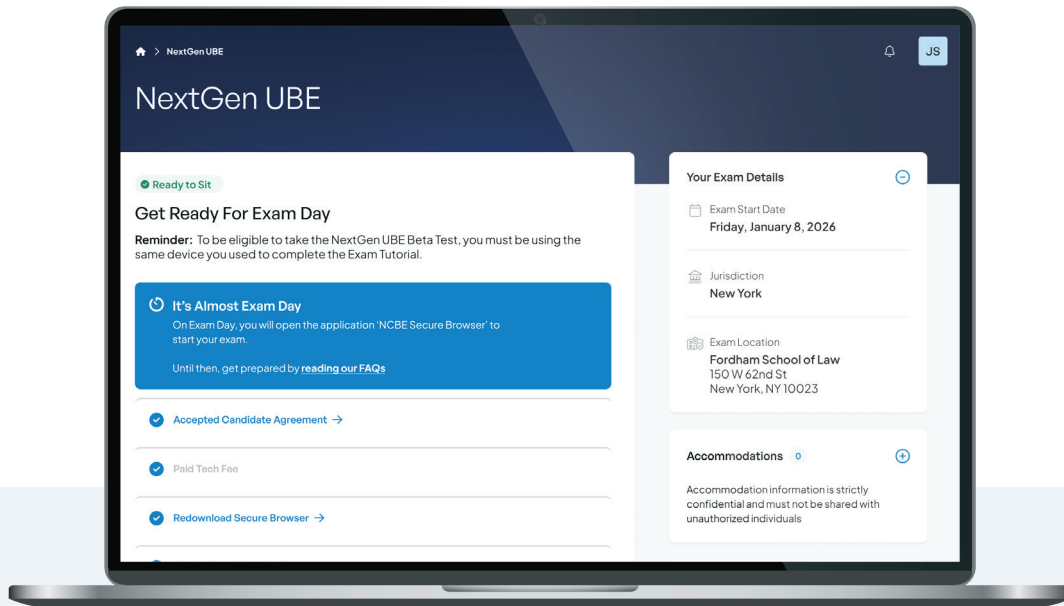 NextGen UBE
JS
NextGen UBE
Ready to Sit
Get Ready For Exam Day
Reminder: To be eligible to take the NextGen UBE Beta Test, you must be using the
same device you used to complete the Exam Tutorial.
It's Almost Exam Day
On Exam Day, you will open the application 'NCBE Secure Browser' to
start your exam.
Until then, get prepared by reading our FAQs
Accepted Candidate Agreement →
Paid Tech Fee
Redownload Secure Browser →
Your Exam Details
Exam Start Date
Friday, January 8, 2026
Jurisdiction
New York
Exam Location
Fordham School of Law
150 W 62nd St
New York, NY 10023
Accommodations 0
Accommodation information is strictly
confidential and must not be shared with
unauthorized individuals